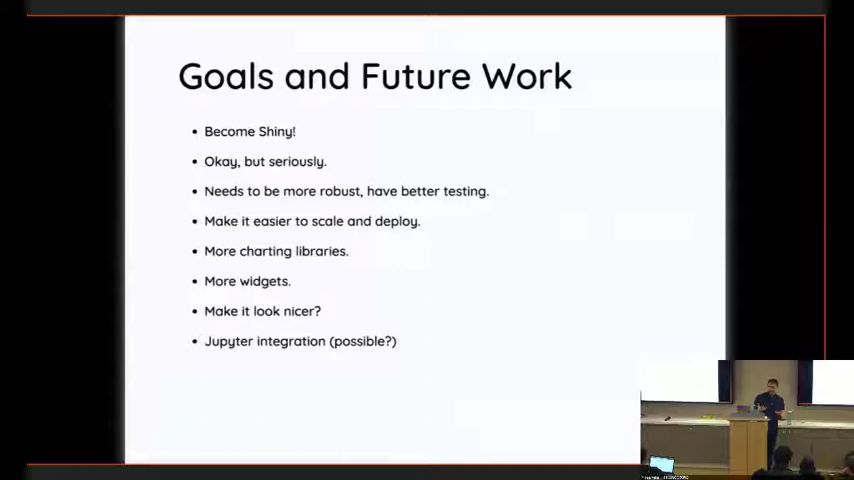 Goals and Future Work
• Become Shiny!
• Okay, but seriously.
• Needs to be more robust, have better testing.
• Make it easier to scale and deploy.
• More charting libraries.
• More widgets.
• Make it look nicer?
• Jupyter integration (possible?)